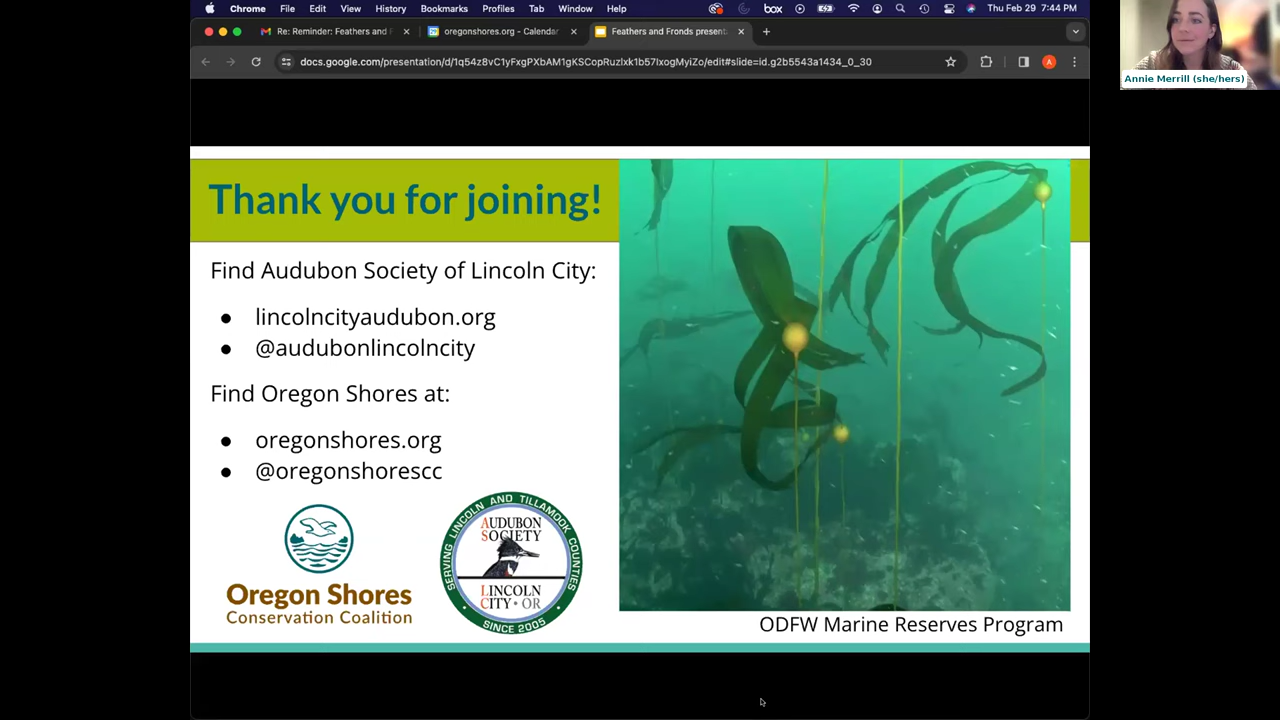 Chrome File Edit View History Bookmarks Profiles Tab Window Help box Thu Feb 29 7:44 PM
Re: Reminder: Feathers and F
oregonshores.org - Calendar
Feathers and Fronds present
docs.google.com/presentation/d/1q54z8vC1yFxgPXbAM1gKSCopRuzlxk1b57lxogMyiZo/edit#slide=id.g2b5543a1434_0_30
A
Annie Merrill (she/hers)
Thank you for joining!
Find Audubon Society of Lincoln City:
● lincolncityaudubon.org
● @audubonlincolncity
Find Oregon Shores at:
● oregonshores.org
● @oregonshorescc
Oregon Shores
Conservation Coalition
SERVING LINCOLN AND TILLAMOOK COUNTIES
AUDUBON
SOCIETY
LINCOLN
CITY • OR
SINCE 2005
ODFW Marine Reserves Program